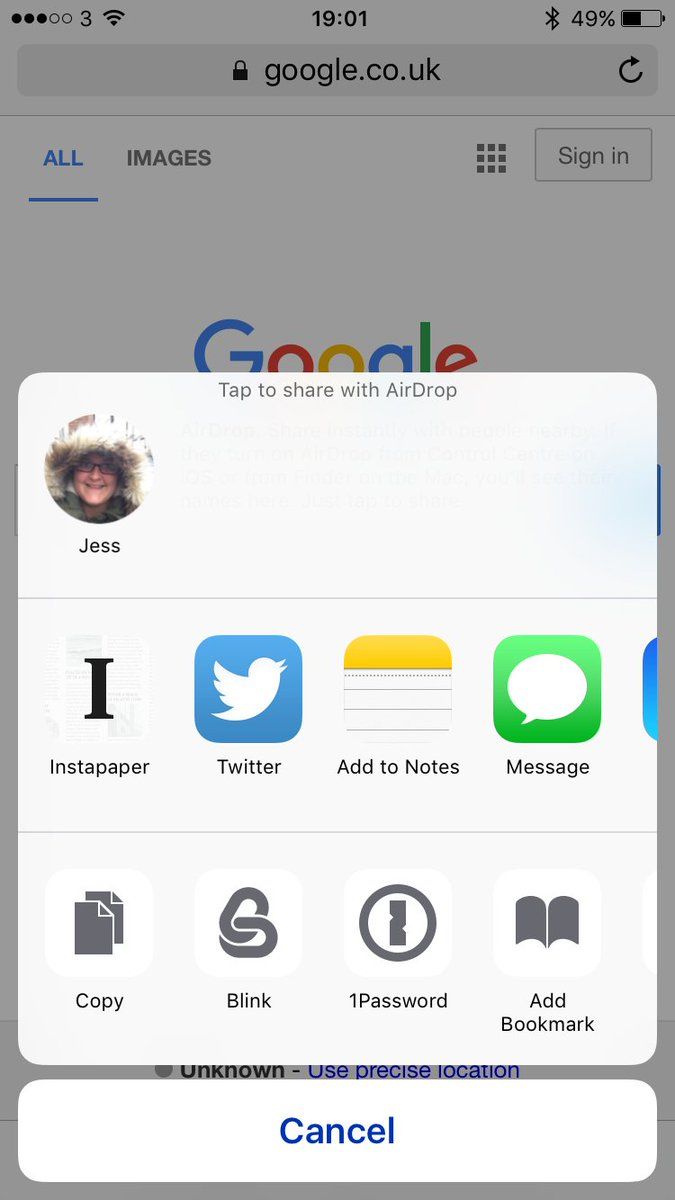 3 19:01 49%
google.co.uk
ALL IMAGES Sign in
Google
Tap to share with AirDrop
AirDrop. Share instantly with people nearby. If
they turn on AirDrop from Control Centre on
iOS or from Finder on the Mac, you'll see their
names here. Just tap to share.
Jess
Instapaper Twitter Add to Notes Message
Copy Blink 1Password Add
Bookmark
Unknown - Use precise location
Cancel